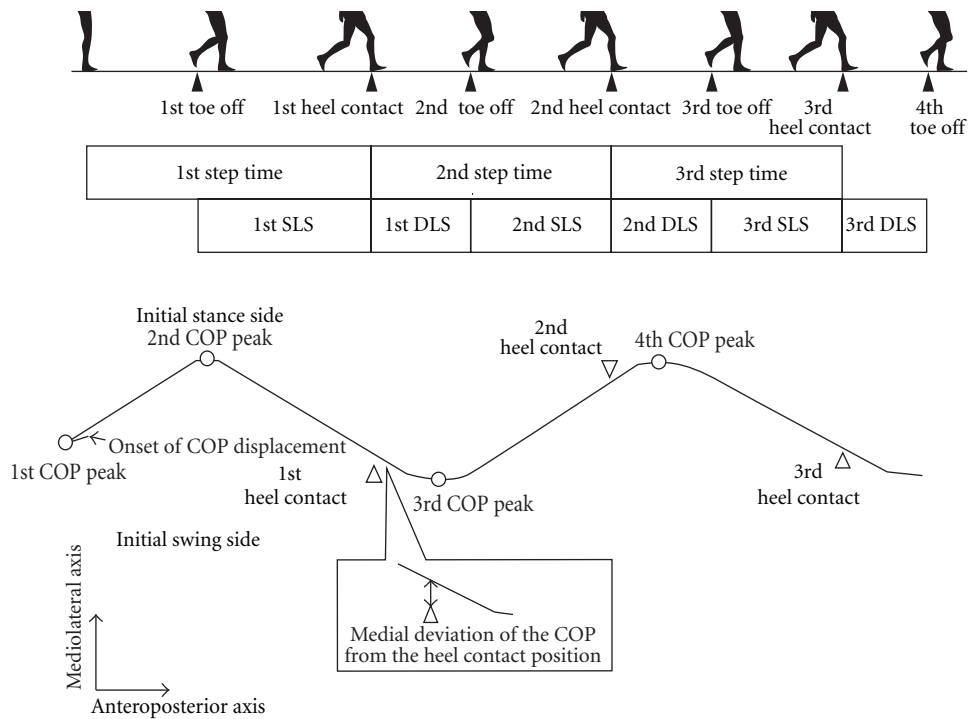 1st toe off
1st heel contact
2nd toe off
2nd heel contact
3rd toe off
3rd
heel contact
4th
toe off
1st step time
2nd step time
3rd step time
1st SLS
1st DLS
2nd SLS
2nd DLS
3rd SLS
3rd DLS
Initial stance side
2nd COP peak
2nd
heel contact
4th COP peak
Onset of COP displacement
1st COP peak
1st
heel contact
3rd COP peak
3rd
heel contact
Initial swing side
Mediolateral axis
Medial deviation of the COP
from the heel contact position
Anteroposterior axis